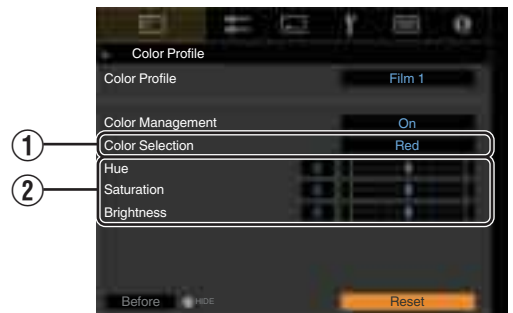 Color Profile
Color Profile Film 1
Color Management On
① Color Selection Red
② Hue
Saturation
Brightness
Before HIDE Reset